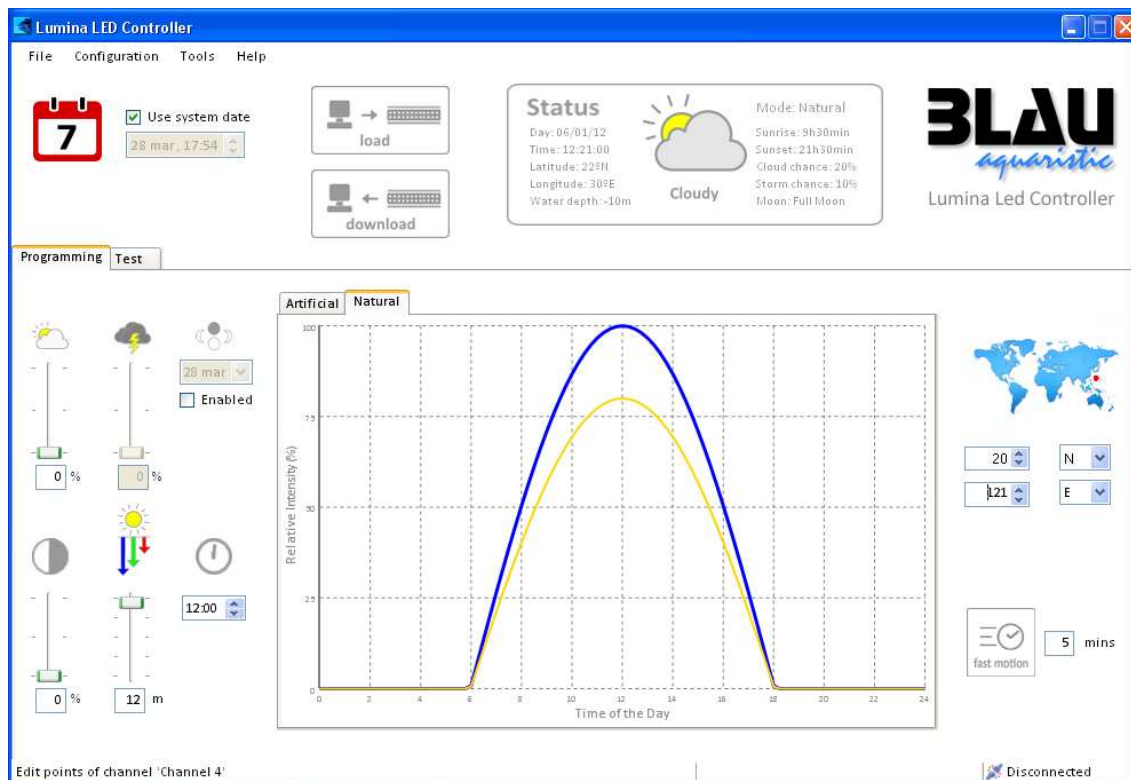 Lumina LED Controller
File Configuration Tools Help
7
Use system date
28 mar, 17:54
load
download
Status
Day: 06/01/12
Time: 12:21:00
Latitude: 22ºN
Longitude: 30ºE
Water depth: -10m
Cloudy
Mode: Natural
Sunrise: 9h30min
Sunset: 21h30min
Cloud chance: 20%
Storm chance: 10%
Moon: Full Moon
BLAU
aquaristic
Lumina Led Controller
Programming Test
28 mar
Enabled
0 %
0 %
12:00
0 %
12 m
Artificial Natural
Relative Intensity (%)
100
75
50
25
0
0 2 4 6 8 10 12 14 16 18 20 22 24
Time of the Day
20 N
121 E
fast motion
5 mins
Edit points of channel 'Channel 4'
Disconnected